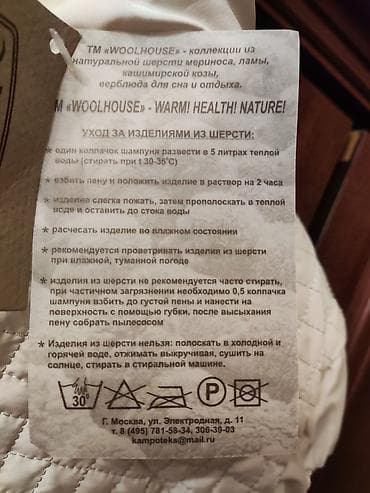 ТМ «WOOLHOUSE» - коллекции из
натуральной шерсти мериноса, ламы,
кашимирской козы,
верблюда для сна и отдыха.
М «WOOLHOUSE» - WARM! HEALTH! NATURE!
УХОД ЗА ИЗДЕЛИЯМИ ИЗ ШЕРСТИ:
* один колпачок шампуня развести в 5 литрах теплой
воды (стирать при t 30-35°С)
* взбить пену и положить изделие в раствор на 2 часа
* изделие слегка пожать, затем прополоскать в теплой
воде и оставить до стока воды
* расчесать изделие во влажном состоянии
* рекомендуется проветривать изделия из шерсти
при влажной, туманной погоде
* изделия из шерсти не рекомендуется часто стирать,
при частичном загрязнении необходимо 0,5 колпачка
шампуня взбить до густой пены и нанести на
поверхность с помощью губки, после высыхания
пену собрать пылесосом
* Изделия из шерсти нельзя: полоскать в холодной и
горячей воде, отжимать выкручивая, сушить на
солнце, стирать в стиральной машине.
30° P
Г. Москва, ул. Электродная, д. 11
т. 8 (495) 781-58-34, 306-39-03
kampoteks@mail.ru